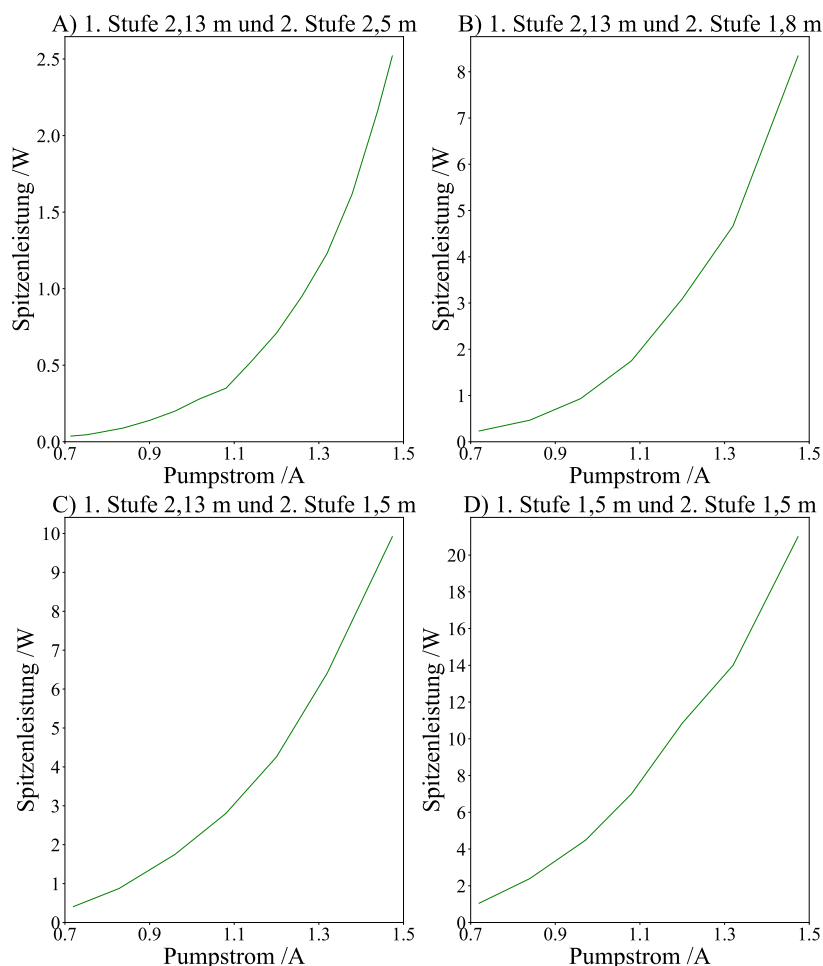 A) 1. Stufe 2,13 m und 2. Stufe 2,5 m
2.5
2.0
1.5
1.0
0.5
0.0
Spitzenleistung /W
0.7 0.9 1.1 1.3 1.5
Pumpstrom /A
B) 1. Stufe 2,13 m und 2. Stufe 1,8 m
8
7
6
5
4
3
2
1
0
Spitzenleistung /W
0.7 0.9 1.1 1.3 1.5
Pumpstrom /A
C) 1. Stufe 2,13 m und 2. Stufe 1,5 m
10
9
8
7
6
5
4
3
2
1
0
Spitzenleistung /W
0.7 0.9 1.1 1.3 1.5
Pumpstrom /A
D) 1. Stufe 1,5 m und 2. Stufe 1,5 m
20
18
16
14
12
10
8
6
4
2
0
Spitzenleistung /W
0.7 0.9 1.1 1.3 1.5
Pumpstrom /A